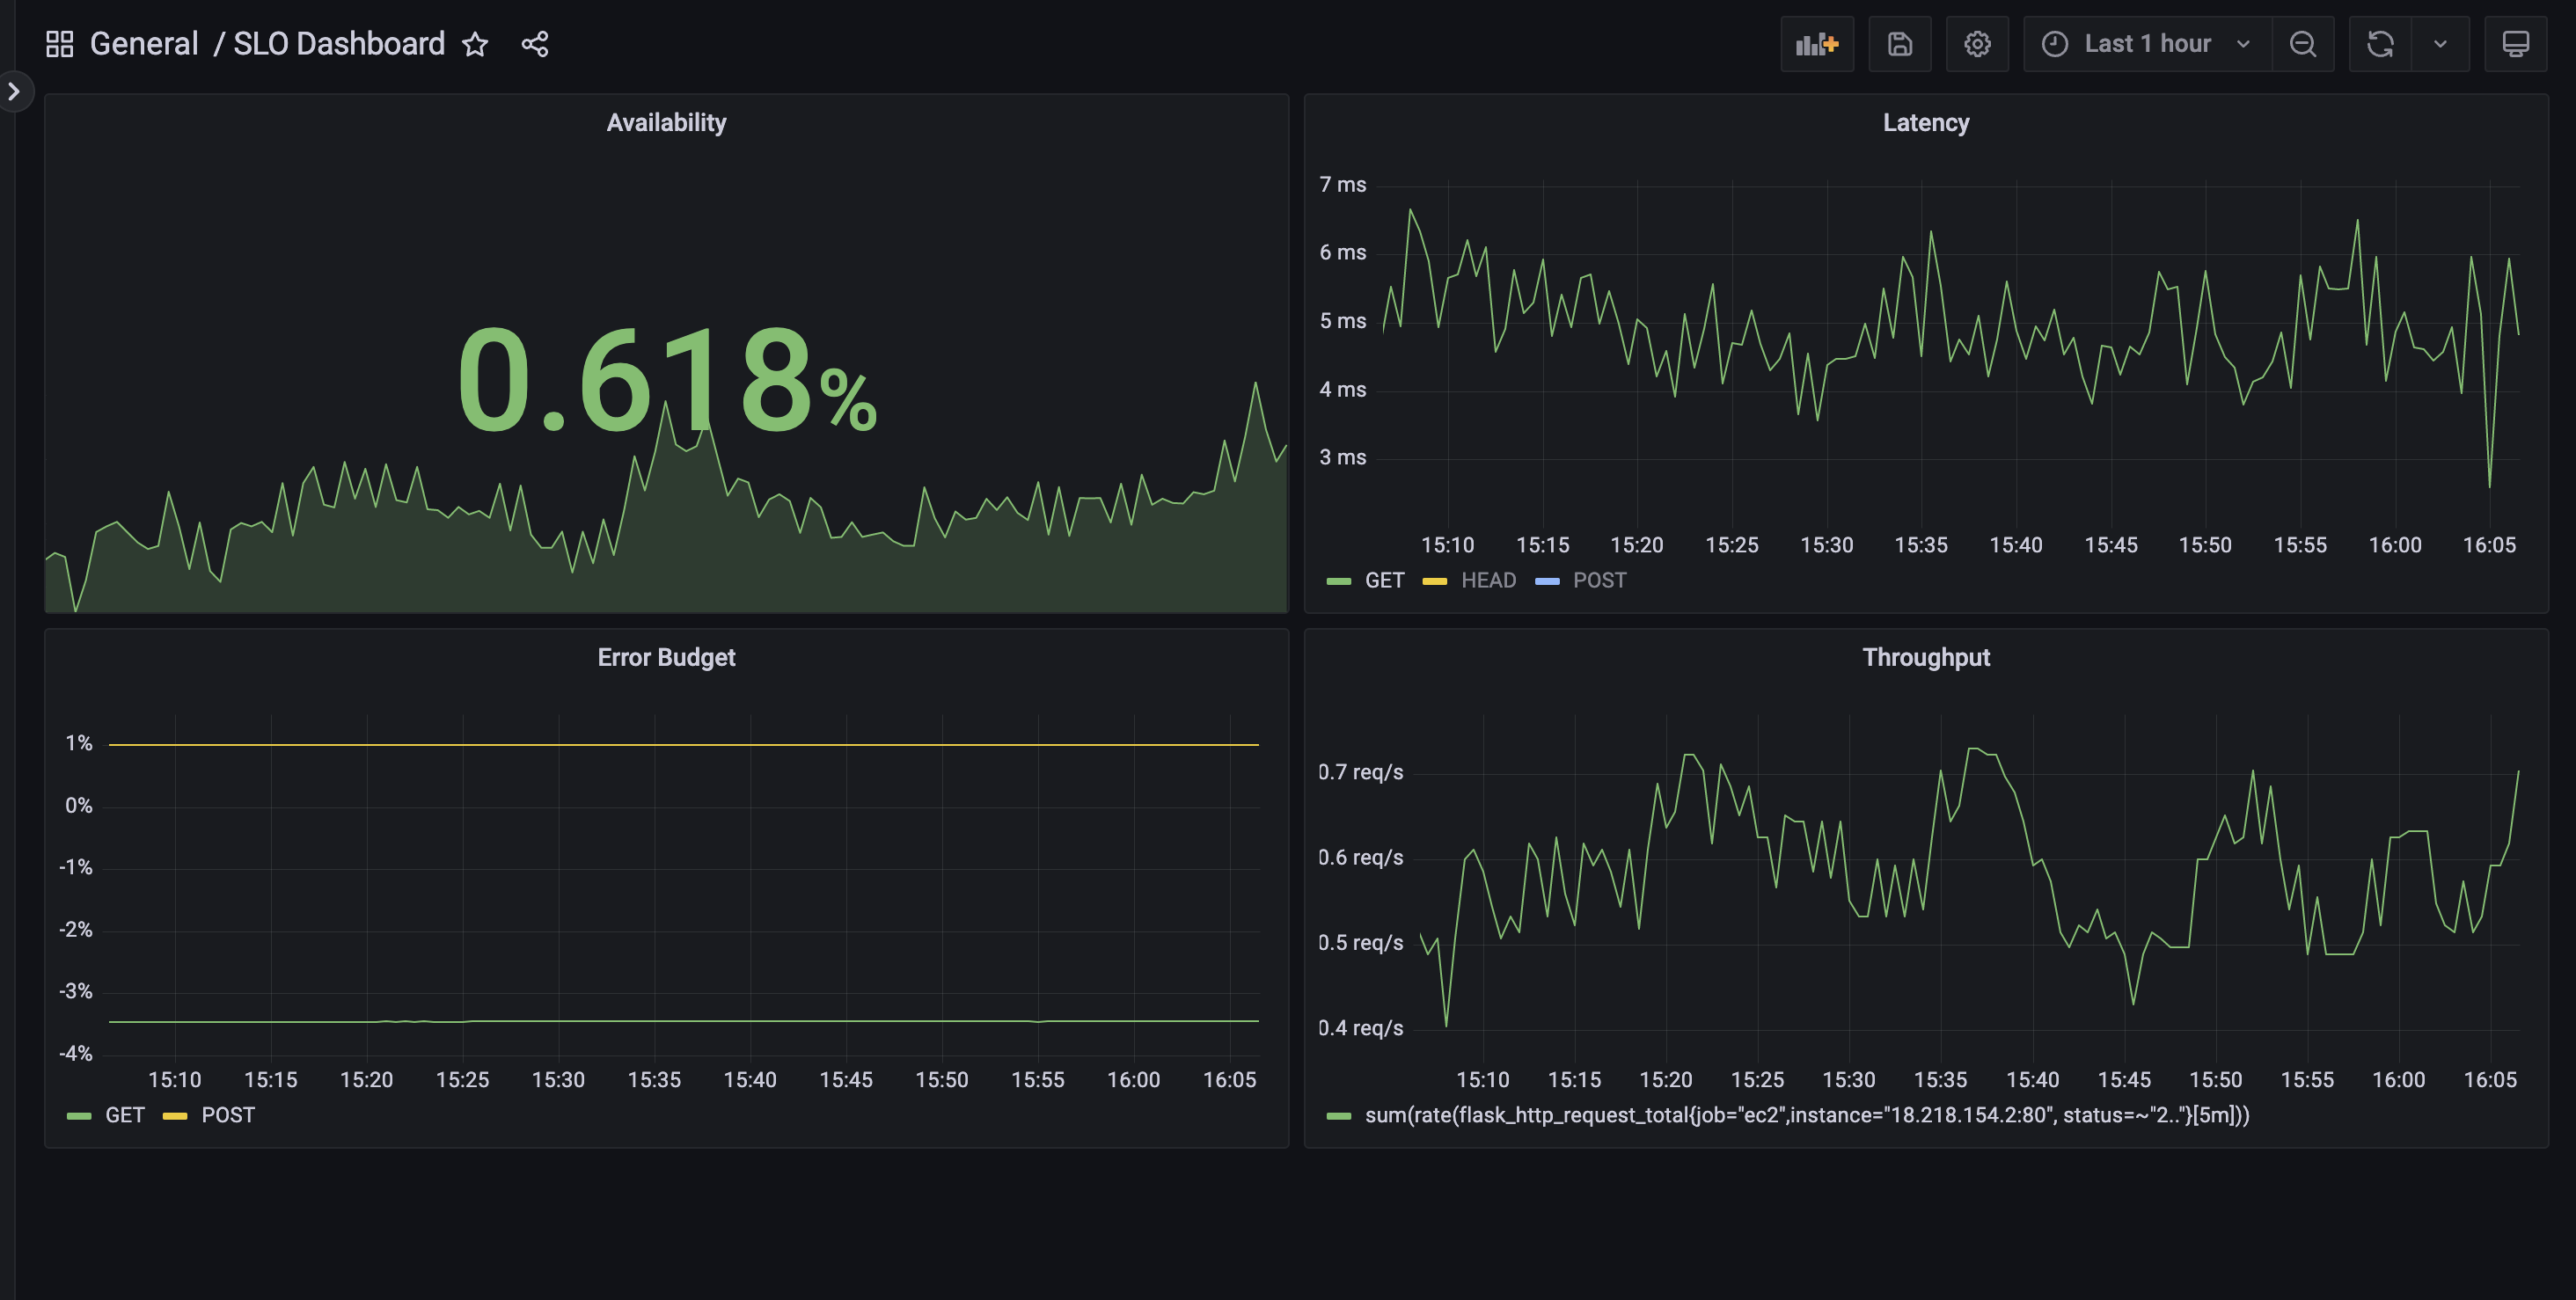 General / SLO Dashboard
Last 1 hour
Availability
0.618%
Latency
7 ms
6 ms
5 ms
4 ms
3 ms
15:10 15:15 15:20 15:25 15:30 15:35 15:40 15:45 15:50 15:55 16:00 16:05
GET HEAD POST
Error Budget
1%
0%
-1%
-2%
-3%
-4%
15:10 15:15 15:20 15:25 15:30 15:35 15:40 15:45 15:50 15:55 16:00 16:05
GET POST
Throughput
0.7 req/s
0.6 req/s
0.5 req/s
0.4 req/s
15:10 15:15 15:20 15:25 15:30 15:35 15:40 15:45 15:50 15:55 16:00 16:05
sum(rate(flask_http_request_total{job="ec2",instance="18.218.154.2:80", status=~"2.."}[5m]))